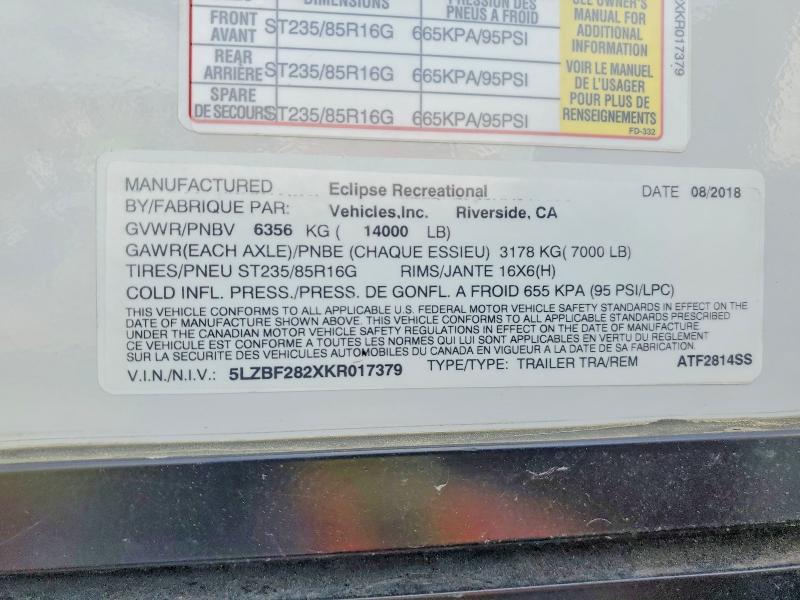 DIMENSIONS
PRESSION DES
PNEUS A FROID
SEE OWNER'S
MANUAL FOR
ADDITIONAL
INFORMATION
FRONT
AVANT
ST235/85R16G
665KPA/95PSI
REAR
ARRIÈRE
ST235/85R16G
665KPA/95PSI
SPARE
DE SECOURS
ST235/85R16G
665KPA/95PSI
VOIR LE MANUEL
DE L'USAGER
POUR PLUS DE
RENSEIGNEMENTS
FD-332
XKR017379
MANUFACTURED Eclipse Recreational DATE 08/2018
BY/FABRIQUE PAR: Vehicles,Inc. Riverside, CA
GVWR/PNBV 6356 KG ( 14000 LB)
GAWR(EACH AXLE)/PNBE (CHAQUE ESSIEU) 3178 KG( 7000 LB)
TIRES/PNEU ST235/85R16G RIMS/JANTE 16X6(H)
COLD INFL. PRESS./PRESS. DE GONFL. A FROID 655 KPA (95 PSI/LPC)
THIS VEHICLE CONFORMS TO ALL APPLICABLE U.S. FEDERAL MOTOR VEHICLE SAFETY STANDARDS IN EFFECT ON THE
DATE OF MANUFACTURE SHOWN ABOVE. THIS VEHICLE CONFORMS TO ALL APPLICABLE STANDARDS PRESCRIBED
UNDER THE CANADIAN MOTOR VEHICLE SAFETY REGULATIONS IN EFFECT ON THE DATE OF MANUFACTURE.
CE VEHICULE EST CONFORME A TOUTES LES NORMES QUI LUI SONT APPLICABLES EN VERTU DU REGLEMENT
SUR LA SECURITE DES VEHICULES AUTOMOBILES DU CANADA EN VIGUEUR A LA DATE DE SA FABRICATION.
V.I.N./N.I.V.: 5LZBF282XKR017379 TYPE/TYPE: TRAILER TRA/REM ATF2814SS